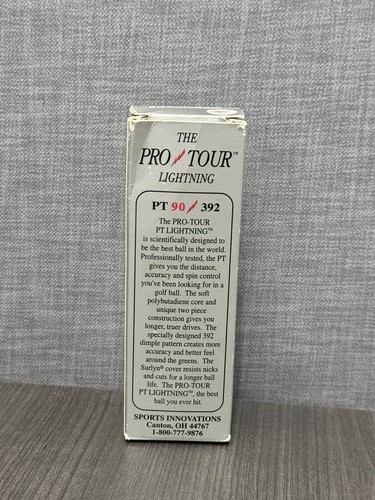 THE
PRO TOUR™
LIGHTNING
PT 90 392
The PRO-TOUR
PT LIGHTNING™
is scientifically designed to
be the best ball in the world.
Professionally tested, the PT
gives you the distance,
accuracy and spin control
you've been looking for in a
golf ball. The soft
polybutadiene core and
unique two piece
construction gives you
longer, truer drives. The
specially designed 392
dimple pattern creates more
accuracy and better feel
around the greens. The
Surlyn® cover resists nicks
and cuts for a longer ball
life. The PRO-TOUR
PT LIGHTNING™, the best
ball you ever hit.
SPORTS INNOVATIONS
Canton, OH 44767
1-800-777-9876